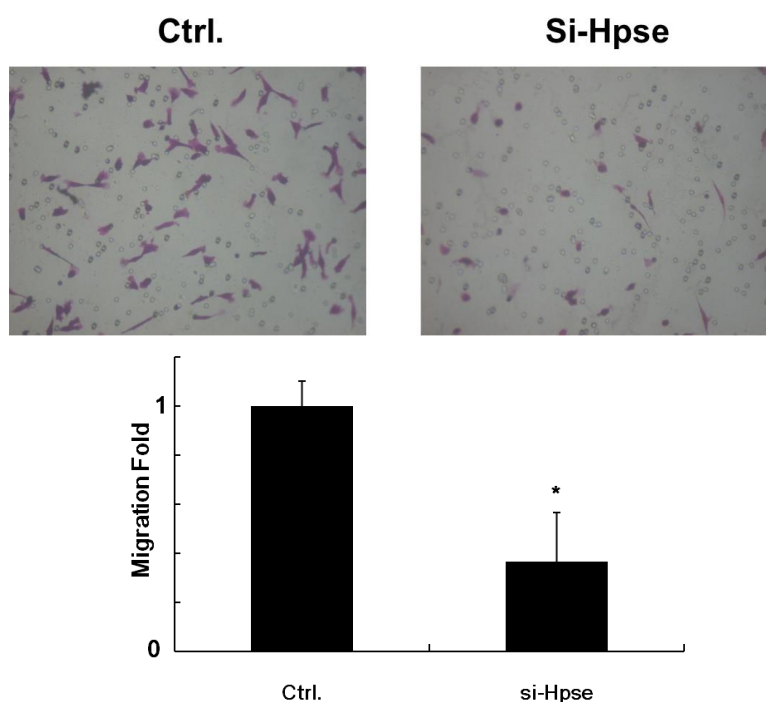 Ctrl.
Si-Hpse
Migration Fold
1
*
0
Ctrl.
si-Hpse